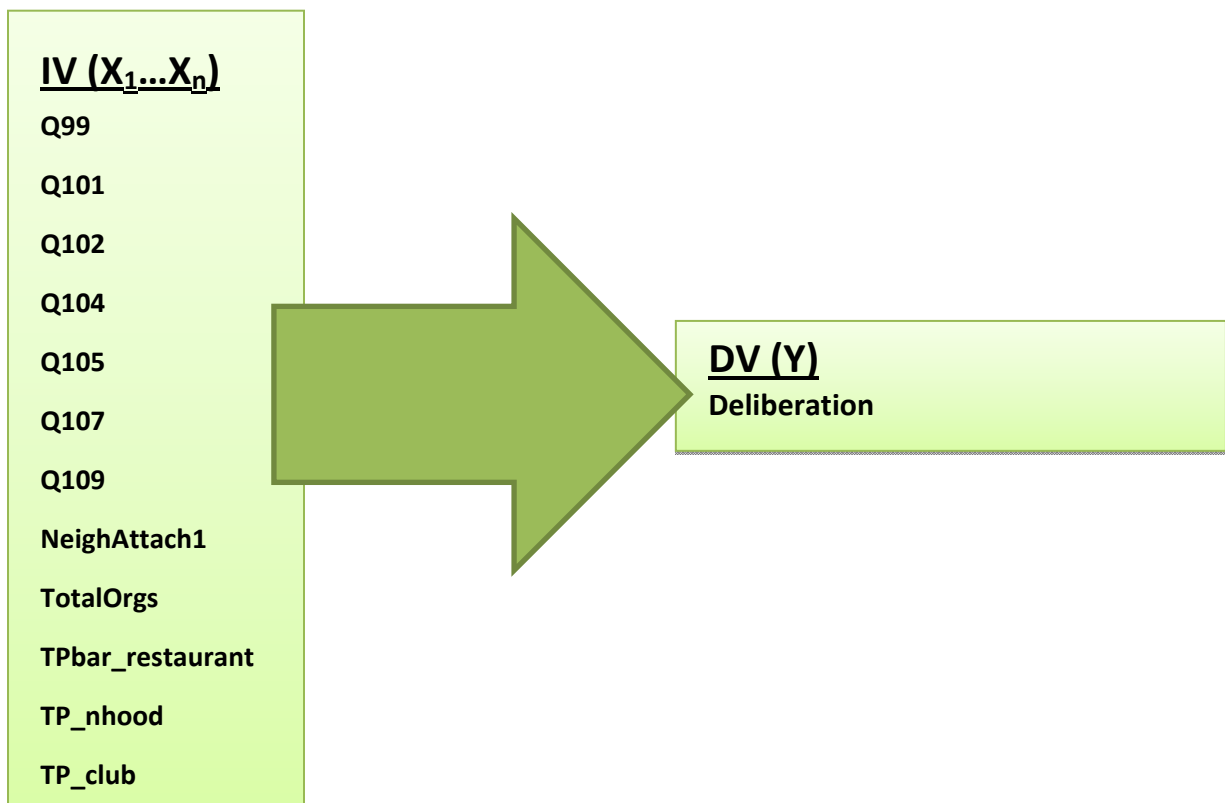 IV (X1...Xn)
Q99
Q101
Q102
Q104
Q105
Q107
Q109
NeighAttach1
TotalOrgs
TPbar_restaurant
TP_nhood
TP_club
DV (Y)
Deliberation